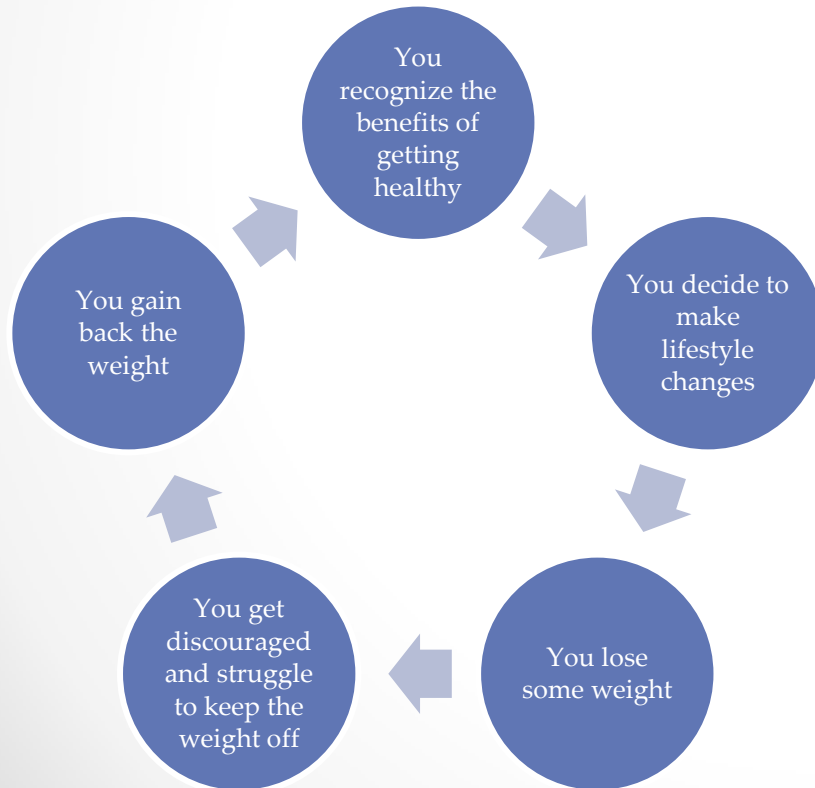 You
recognize the
benefits of
getting
healthy
You decide to
make
lifestyle
changes
You lose
some weight
You get
discouraged
and struggle
to keep the
weight off
You gain
back the
weight